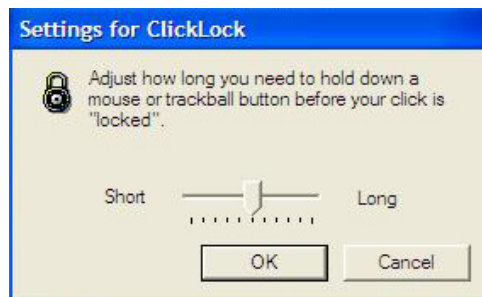 Settings for ClickLock
Adjust how long you need to hold down a
mouse or trackball button before your click is
"locked".
Short Long
OK Cancel